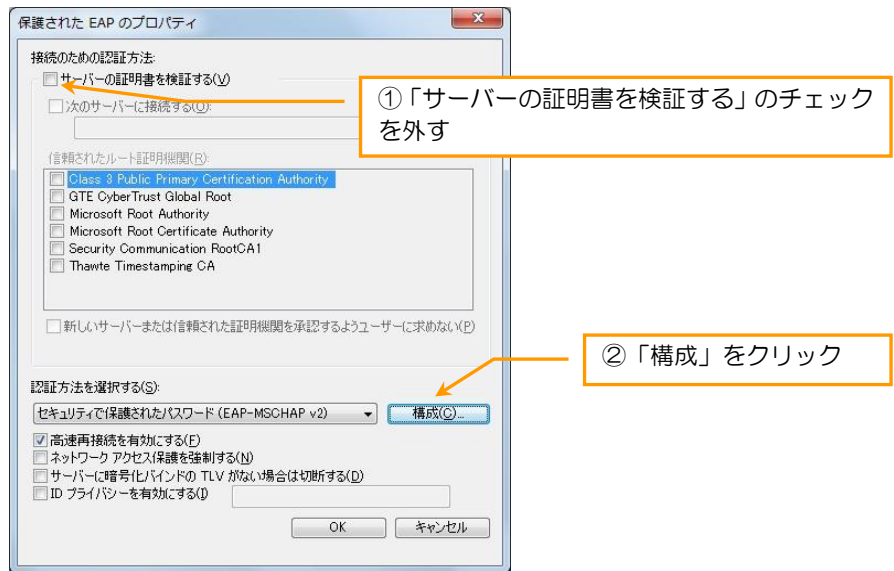 保護された EAP のプロパティ
接続のための認証方法:
サーバーの証明書を検証する(V)
①「サーバーの証明書を検証する」のチェック
を外す
次のサーバーに接続する(O):
信頼されたルート証明機関(R):
Class 3 Public Primary Certification Authority
GTE CyberTrust Global Root
Microsoft Root Authority
Microsoft Root Certificate Authority
Security Communication RootCA1
Thawte Timestamping CA
新しいサーバーまたは信頼された証明機関を承認するようユーザーに求めない(P)
②「構成」をクリック
認証方法を選択する(S):
セキュリティで保護されたパスワード (EAP-MSCHAP v2)
構成(C)...
高速再接続を有効にする(F)
ネットワーク アクセス保護を強制する(N)
サーバーに暗号化バインドの TLV がない場合は切断する(D)
ID プライバシーを有効にする(I)
OK
キャンセル